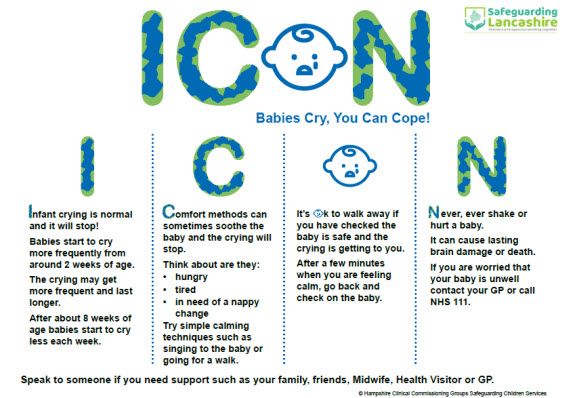 Safeguarding
Lancashire
ICON
Babies Cry, You Can Cope!
I
Infant crying is normal
and it will stop!
Babies start to cry
more frequently from
around 2 weeks of age.
The crying may get
more frequent and last
longer.
After about 8 weeks of
age babies start to cry
less each week.
C
Comfort methods can
sometimes soothe the
baby and the crying will
stop.
Think about are they:
• hungry
• tired
• in need of a nappy
change
Try simple calming
techniques such as
singing to the baby or
going for a walk.
It's Ok to walk away if
you have checked the
baby is safe and the
crying is getting to you.
After a few minutes
when you are feeling
calm, go back and
check on the baby.
N
Never, ever shake or
hurt a baby.
It can cause lasting
brain damage or death.
If you are worried that
your baby is unwell
contact your GP or call
NHS 111.
Speak to someone if you need support such as your family, friends, Midwife, Health Visitor or GP.
© Hampshire Clinical Commissioning Groups Safeguarding Children Services